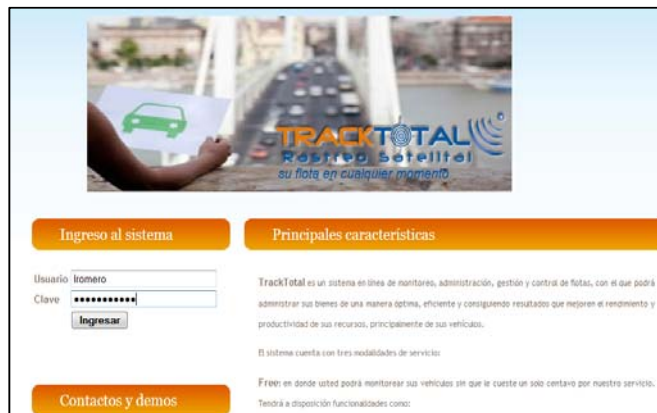 TRACKTOTAL
Rastreo Satelital
su flota en cualquier momento
Ingreso al sistema
Usuario lromero
Clave •••••••••••
Ingresar
Contactos y demos
Principales características
TrackTotal es un sistema en línea de monitoreo, administración, gestión y control de flotas, con el que podrá
administrar sus bienes de una manera óptima, eficiente y consiguiendo resultados que mejoren el rendimiento y
productividad de sus recursos, principalmente de sus vehículos.
El sistema cuenta con tres modalidades de servicio:
Free: en donde usted podrá monitorear sus vehículos sin que le cueste un solo centavo por nuestro servicio.
Tendrá a disposición funcionalidades como: